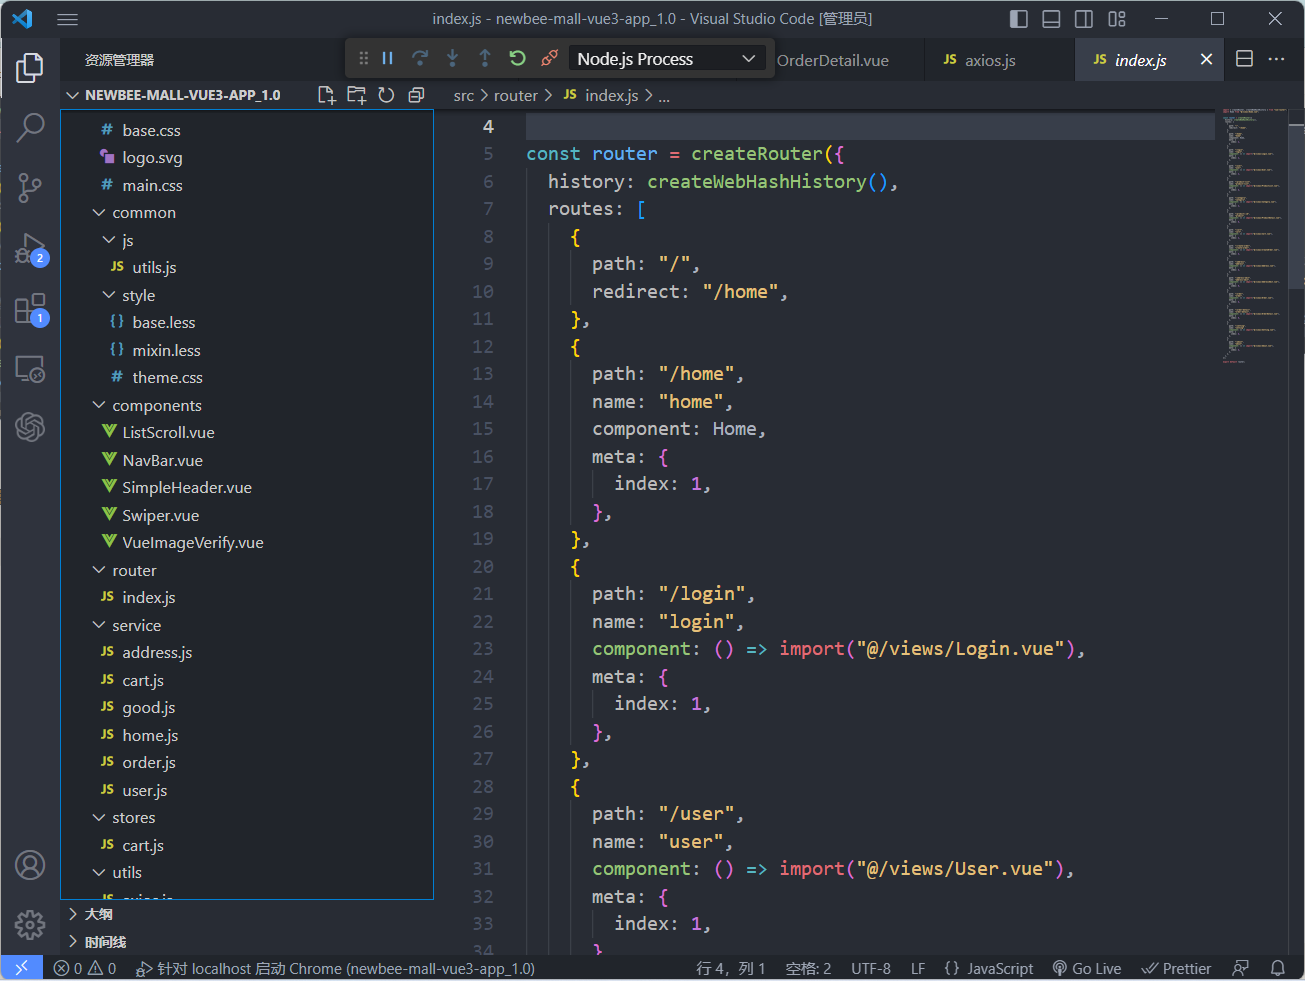 index.js - newbee-mall-vue3-app_1.0 - Visual Studio Code [管理员]
资源管理器
Node.js Process
OrderDetail.vue
JS axios.js
JS index.js
NEWBEE-MALL-VUE3-APP_1.0
src > router > JS index.js > ...
# base.css
logo.svg
# main.css
common
js
JS utils.js
style
{} base.less
{} mixin.less
# theme.css
components
ListScroll.vue
NavBar.vue
SimpleHeader.vue
Swiper.vue
VueImageVerify.vue
router
JS index.js
service
JS address.js
JS cart.js
JS good.js
JS home.js
JS order.js
JS user.js
stores
JS cart.js
utils
大纲
时间线
2
1
4
5 const router = createRouter({
6 history: createWebHashHistory(),
7 routes: [
8 {
9 path: "/",
10 redirect: "/home",
11 },
12 {
13 path: "/home",
14 name: "home",
15 component: Home,
16 meta: {
17 index: 1,
18 },
19 },
20 {
21 path: "/login",
22 name: "login",
23 component: () => import("@/views/Login.vue"),
24 meta: {
25 index: 1,
26 },
27 },
28 {
29 path: "/user",
30 name: "user",
31 component: () => import("@/views/User.vue"),
32 meta: {
33 index: 1,
34 }
0 0 针对 localhost 启动 Chrome (newbee-mall-vue3-app_1.0) 行 4，列 1 空格: 2 UTF-8 LF {} JavaScript Go Live Prettier